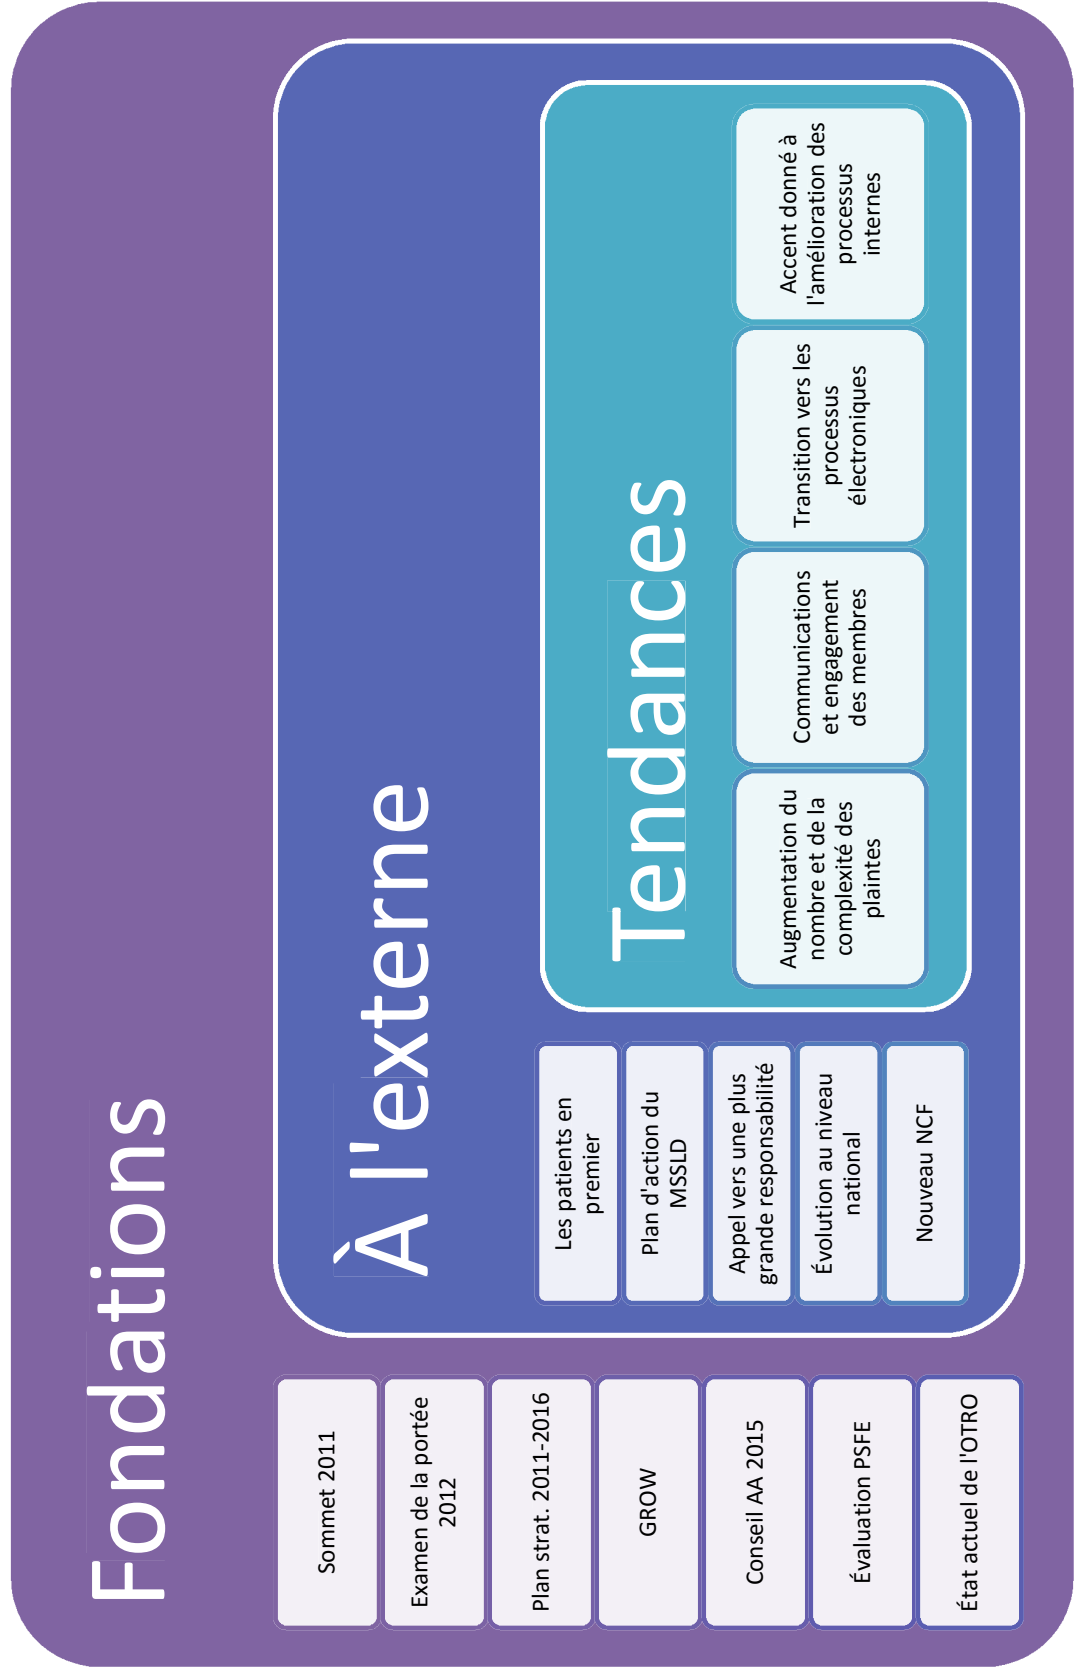 Fondations
Sommet 2011
Examen de la portée
2012
Plan strat. 2011-2016
GROW
Conseil AA 2015
Évaluation PSFE
État actuel de l'OTRO
À l'externe
Les patients en
premier
Plan d'action du
MSSLD
Appel vers une plus
grande responsabilité
Évolution au niveau
national
Nouveau NCF
Tendances
Augmentation du
nombre et de la
complexité des
plaintes
Communications
et engagement
des membres
Transition vers les
processus
électroniques
Accent donné à
l'amélioration des
processus
internes